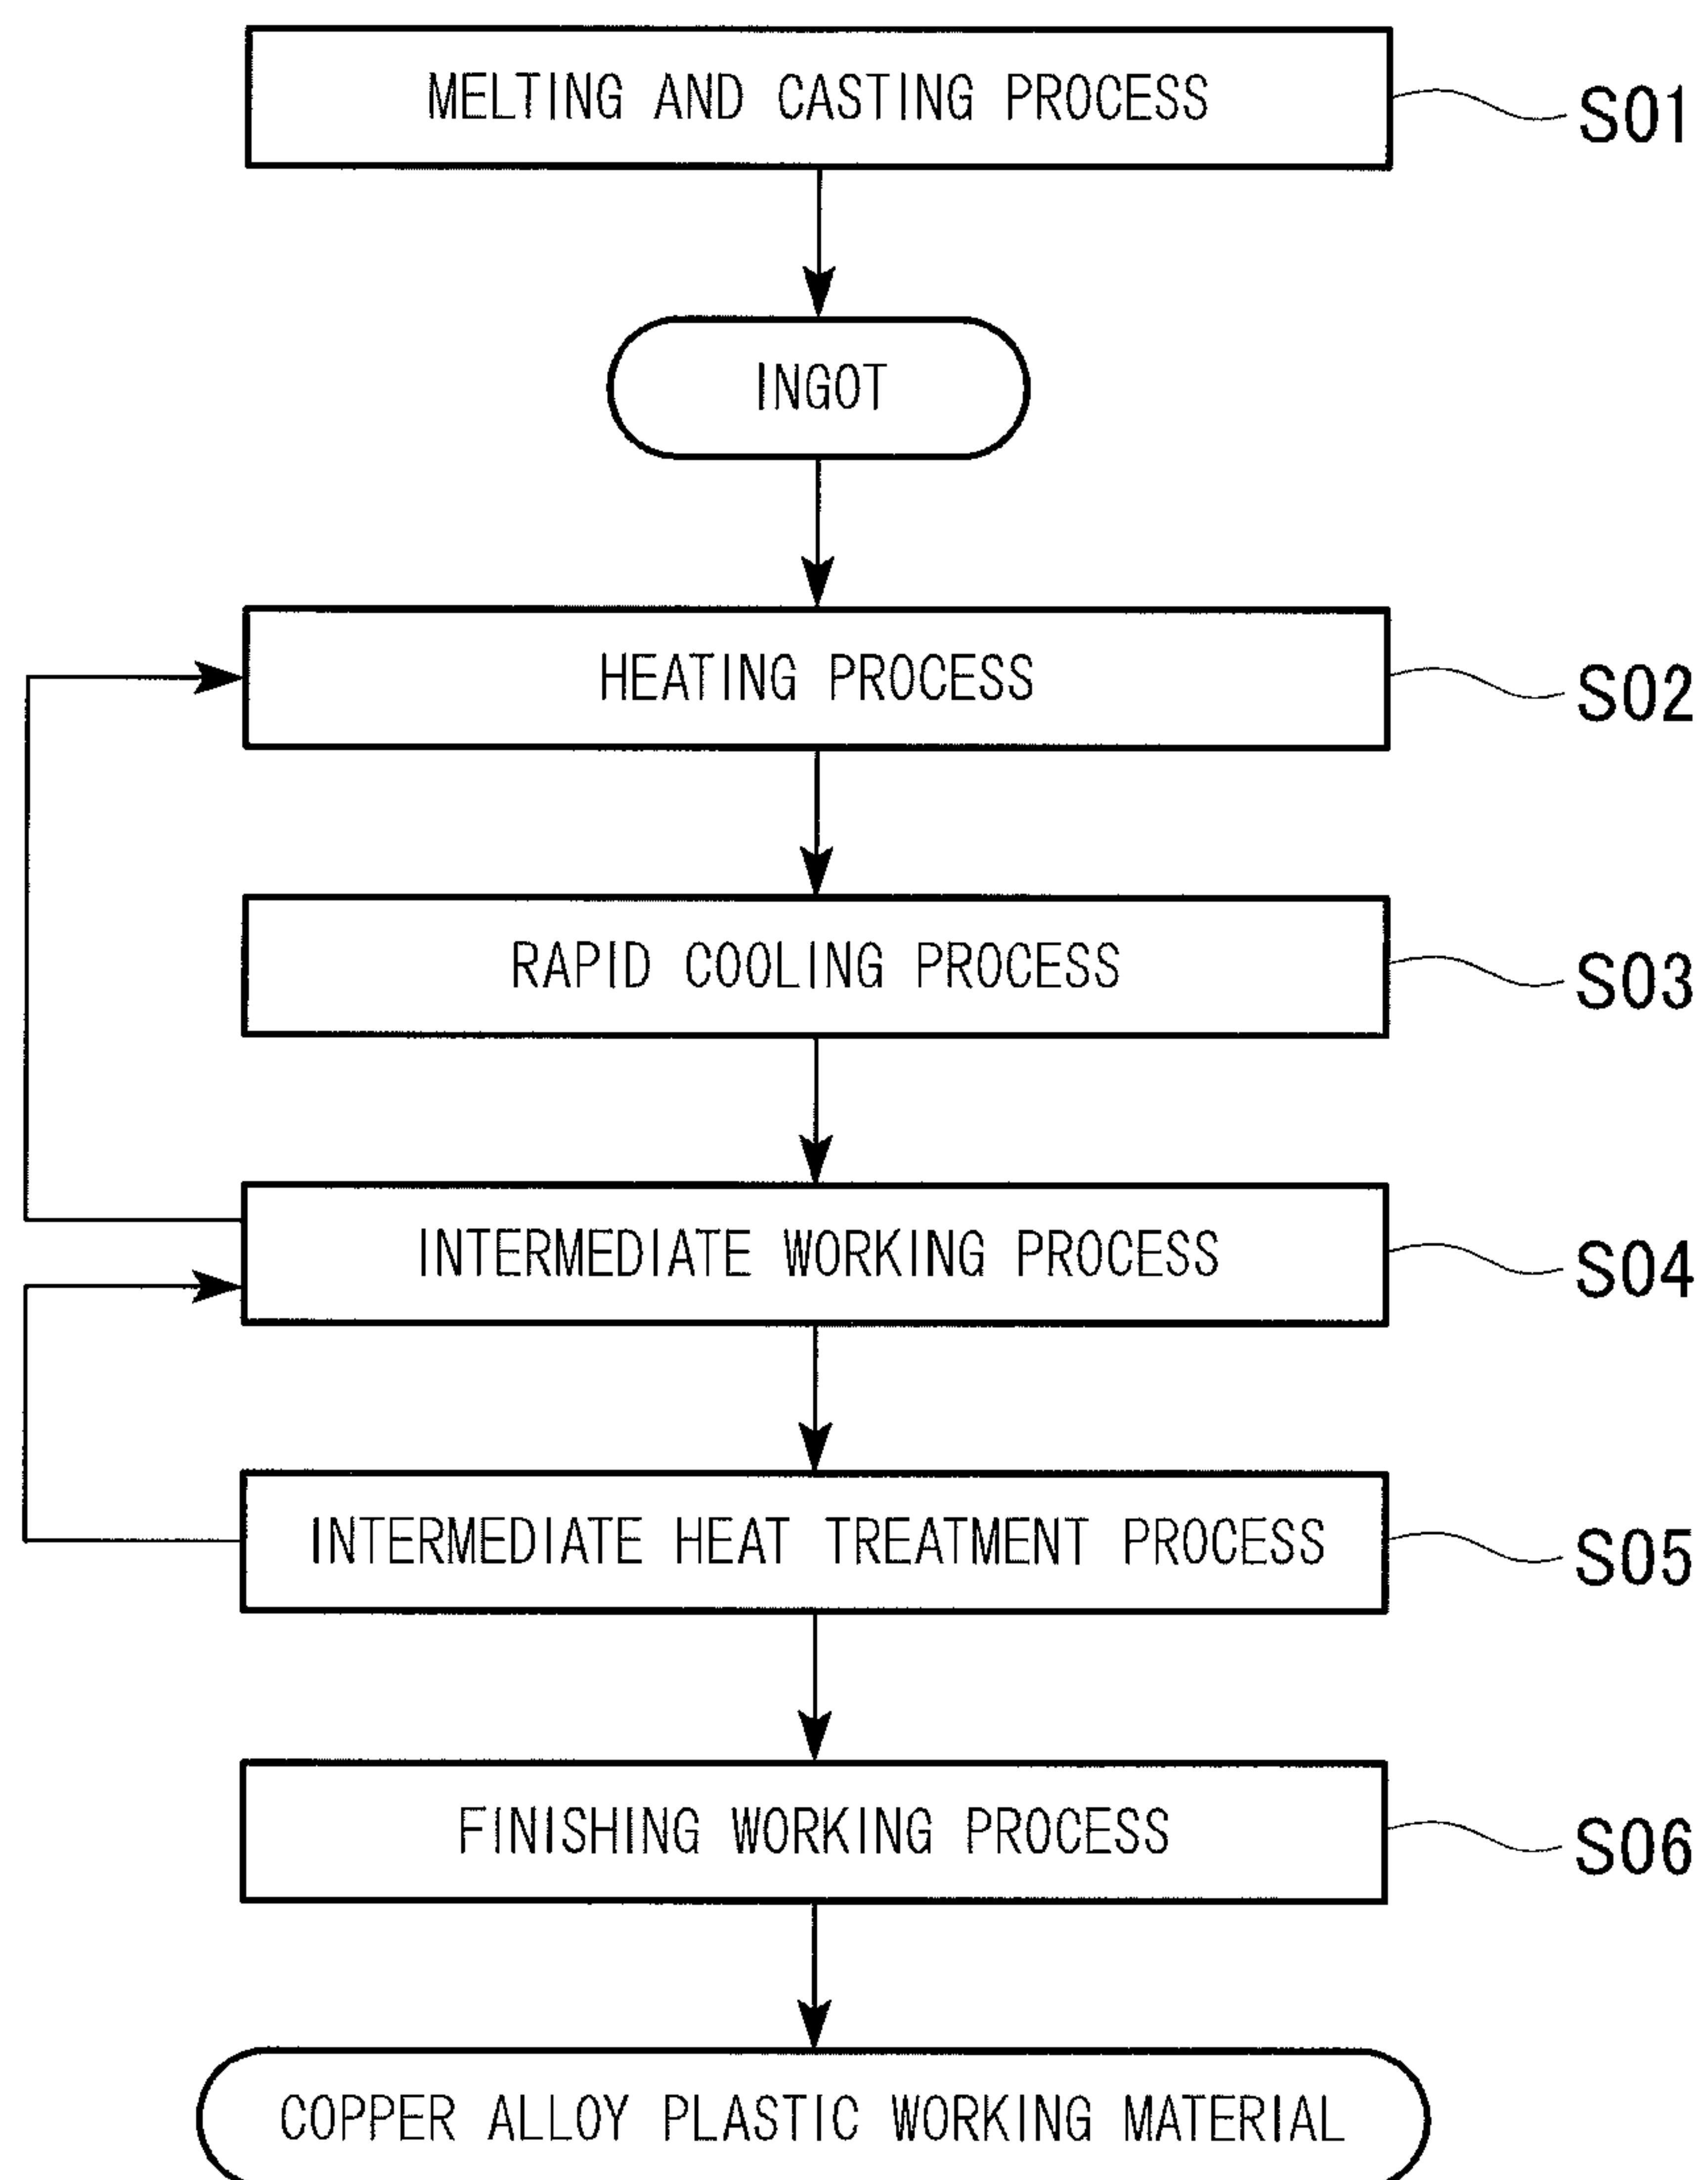 MELTING AND CASTING PROCESS S01
INGOT
HEATING PROCESS S02
RAPID COOLING PROCESS S03
INTERMEDIATE WORKING PROCESS S04
INTERMEDIATE HEAT TREATMENT PROCESS S05
FINISHING WORKING PROCESS S06
COPPER ALLOY PLASTIC WORKING MATERIAL